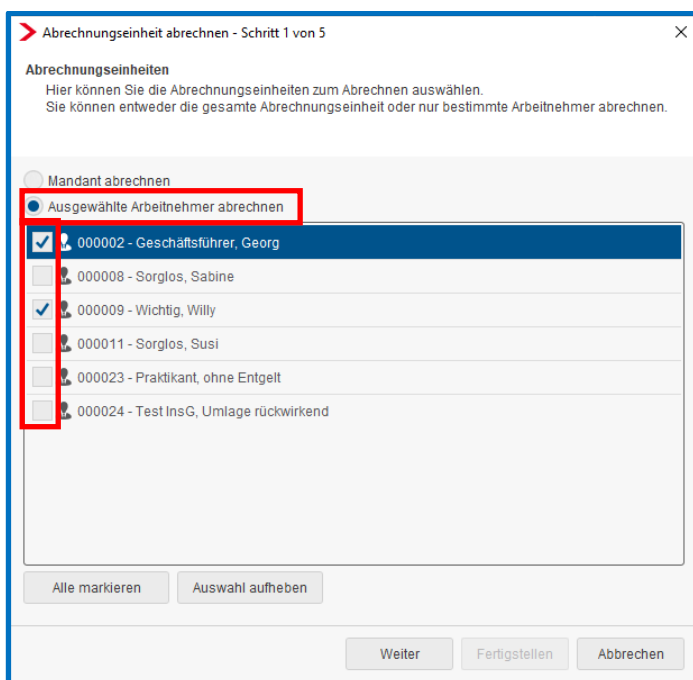 Abrechnungseinheit abrechnen - Schritt 1 von 5
Abrechnungseinheiten
Hier können Sie die Abrechnungseinheiten zum Abrechnen auswählen.
Sie können entweder die gesamte Abrechnungseinheit oder nur bestimmte Arbeitnehmer abrechnen.
Mandant abrechnen
Ausgewählte Arbeitnehmer abrechnen
000002 - Geschäftsführer, Georg
000008 - Sorglos, Sabine
000009 - Wichtig, Willy
000011 - Sorglos, Susi
000023 - Praktikant, ohne Entgelt
000024 - Test InsG, Umlage rückwirkend
Alle markieren Auswahl aufheben
Weiter Fertigstellen Abbrechen